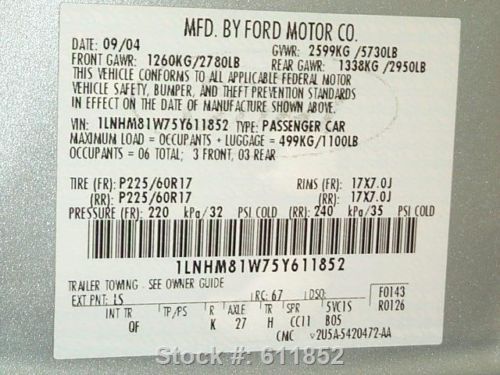 MFD. BY FORD MOTOR CO.
DATE: 09/04 GVWR: 2599KG/5730LB
FRONT GAWR: 1260KG/2780LB REAR GAWR: 1338KG/2950LB
THIS VEHICLE CONFORMS TO ALL APPLICABLE FEDERAL MOTOR
VEHICLE SAFETY, BUMPER, AND THEFT PREVENTION STANDARDS
IN EFFECT ON THE DATE OF MANUFACTURE SHOWN ABOVE.
VIN: 1LNHM81W75Y611852 TYPE: PASSENGER CAR
MAXIMUM LOAD = OCCUPANTS + LUGGAGE = 499KG/1100LB
OCCUPANTS = 06 TOTAL; 3 FRONT, 03 REAR
TIRE (FR): P225/60R17 RIMS (FR): 17X7.0J
(RR): P225/60R17 (RR): 17X7.0J
PRESSURE (FR): 220 kPa/32 PSI COLD (RR): 240 kPa/35 PSI COLD
1LNHM81W75Y611852
TRAILER TOWING - SEE OWNER GUIDE
EXT PNT: LS RC: 67 DSO: F0143
INT TR TP/PS R AXLE TR SPR 5VC1S R0126
QF K 27 H CC11 B05
CMC 2U5A-5420472-AA
Stock #: 611852